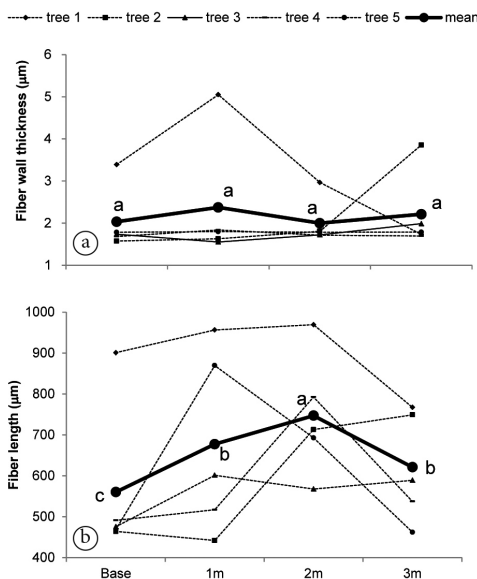 tree 1 tree 2 tree 3 tree 4 tree 5 mean
Fiber wall thickness (µm)
6
5
4
3
2
1
a a a a
a
Fiber length (µm)
1000
900
800
700
600
500
400
c b a b
b
Base 1m 2m 3m